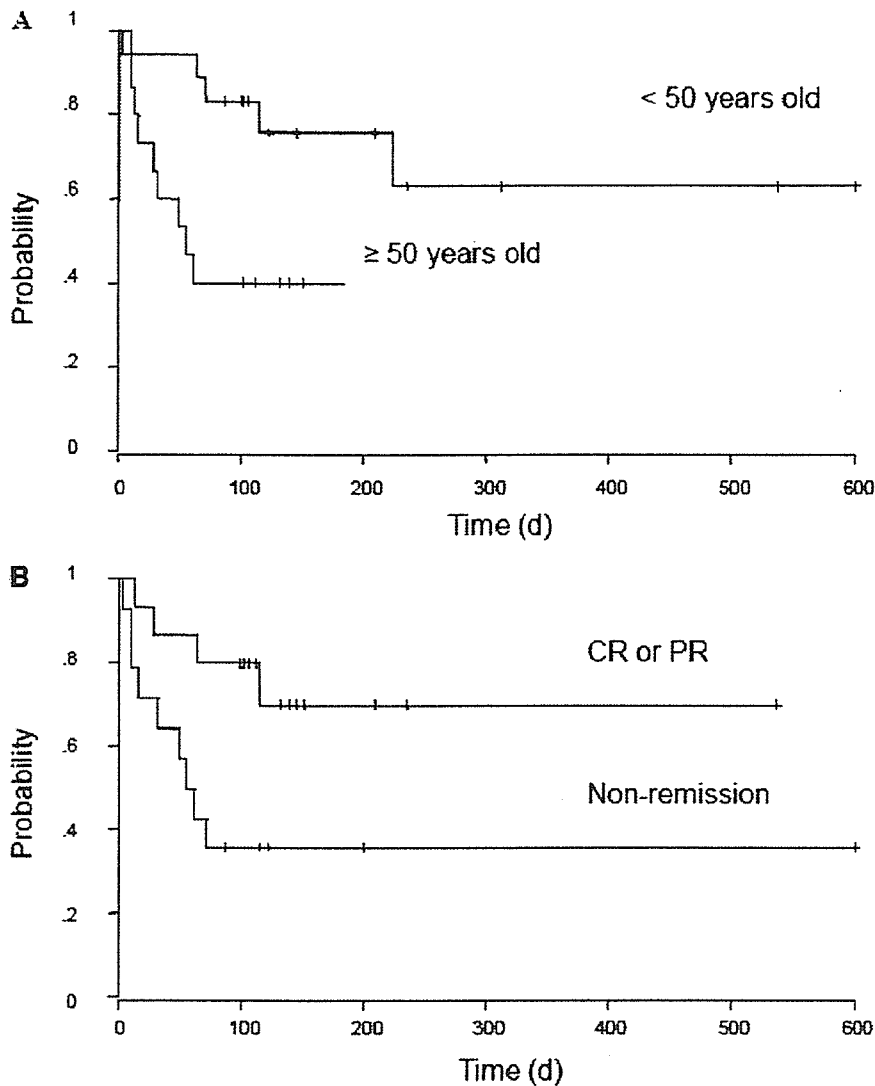 A
1
.8
.6
.4
.2
0
Probability
< 50 years old
≥ 50 years old
0 100 200 300 400 500 600
Time (d)
B
1
.8
.6
.4
.2
0
Probability
CR or PR
Non-remission
0 100 200 300 400 500 600
Time (d)